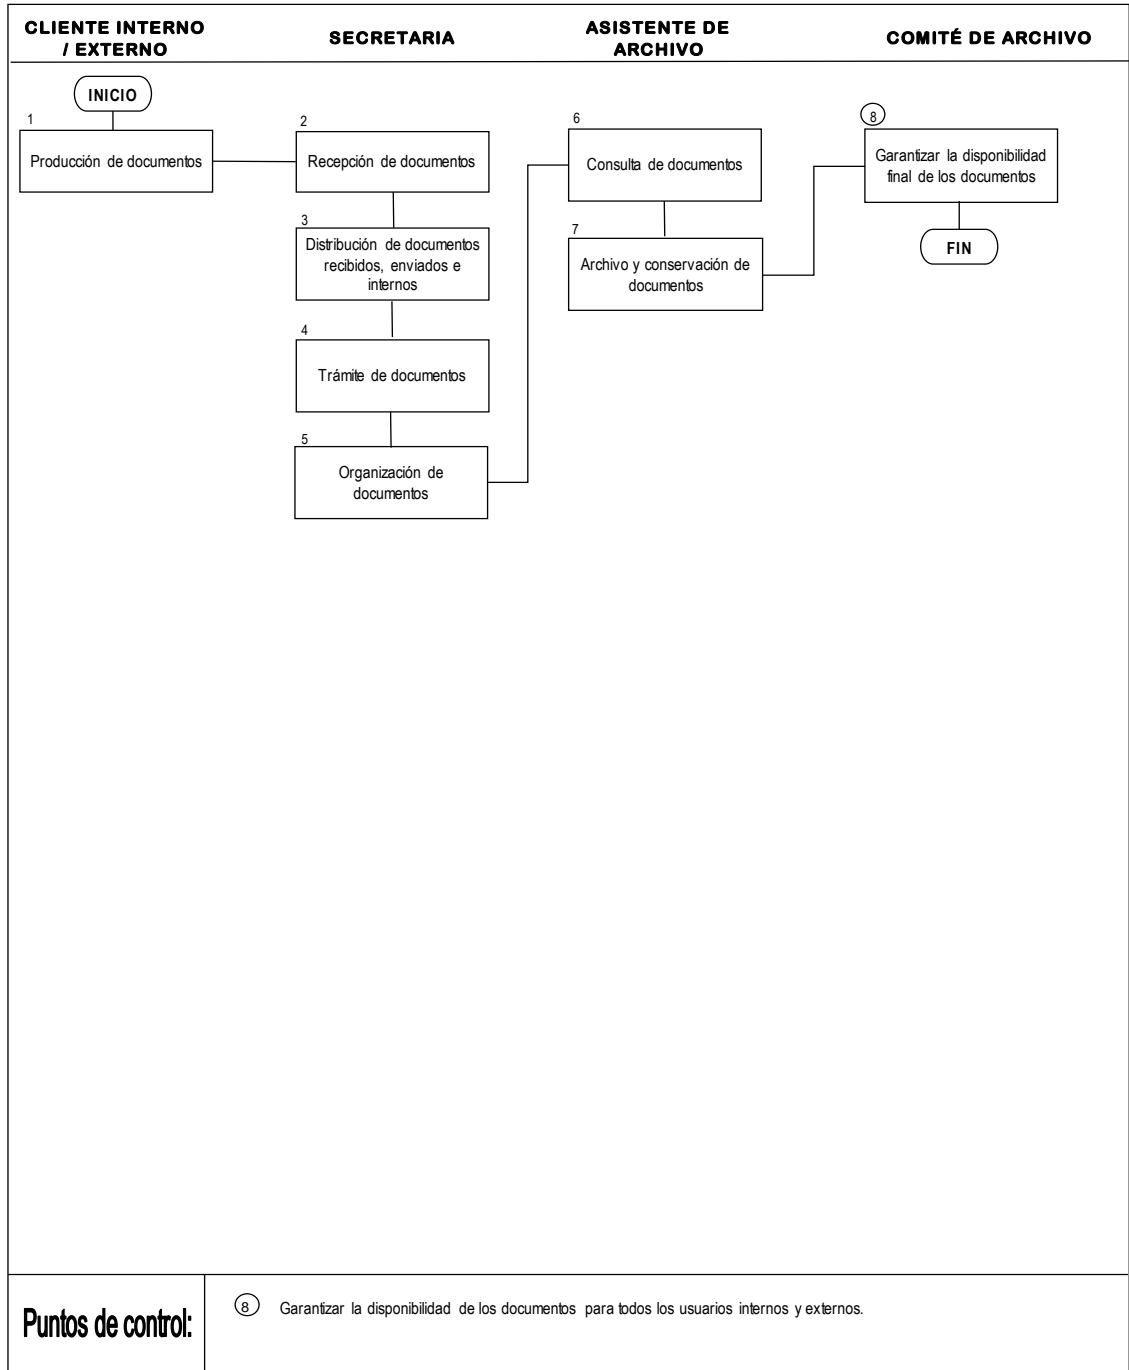 CLIENTE INTERNO
/ EXTERNO
SECRETARIA
ASISTENTE DE
ARCHIVO
COMITÉ DE ARCHIVO
INICIO
1
Producción de documentos
2
Recepción de documentos
3
Distribución de documentos
recibidos, enviados e
internos
4
Trámite de documentos
5
Organización de
documentos
6
Consulta de documentos
7
Archivo y conservación de
documentos
8
Garantizar la disponibilidad
final de los documentos
FIN
Puntos de control:
8 Garantizar la disponibilidad de los documentos para todos los usuarios internos y externos.